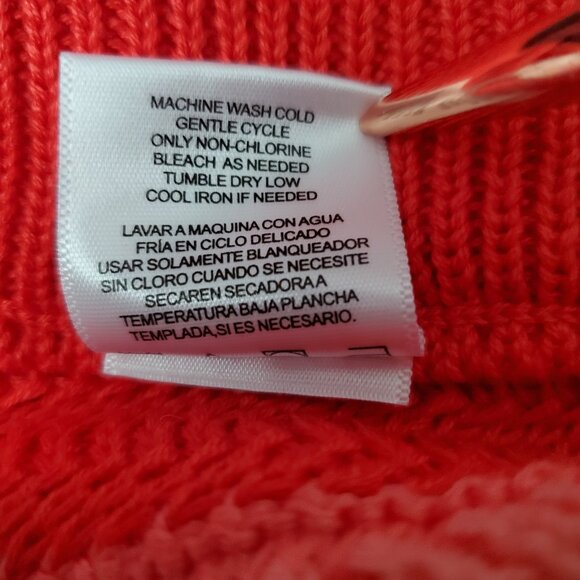 MACHINE WASH COLD
GENTLE CYCLE
ONLY NON-CHLORINE
BLEACH AS NEEDED
TUMBLE DRY LOW
COOL IRON IF NEEDED
LAVAR A MAQUINA CON AGUA
FRÍA EN CICLO DELICADO
USAR SOLAMENTE BLANQUEADOR
SIN CLORO CUANDO SE NECESITE
SECAREN SECADORA A
TEMPERATURA BAJA PLANCHA
TEMPLADA,SI ES NECESARIO.